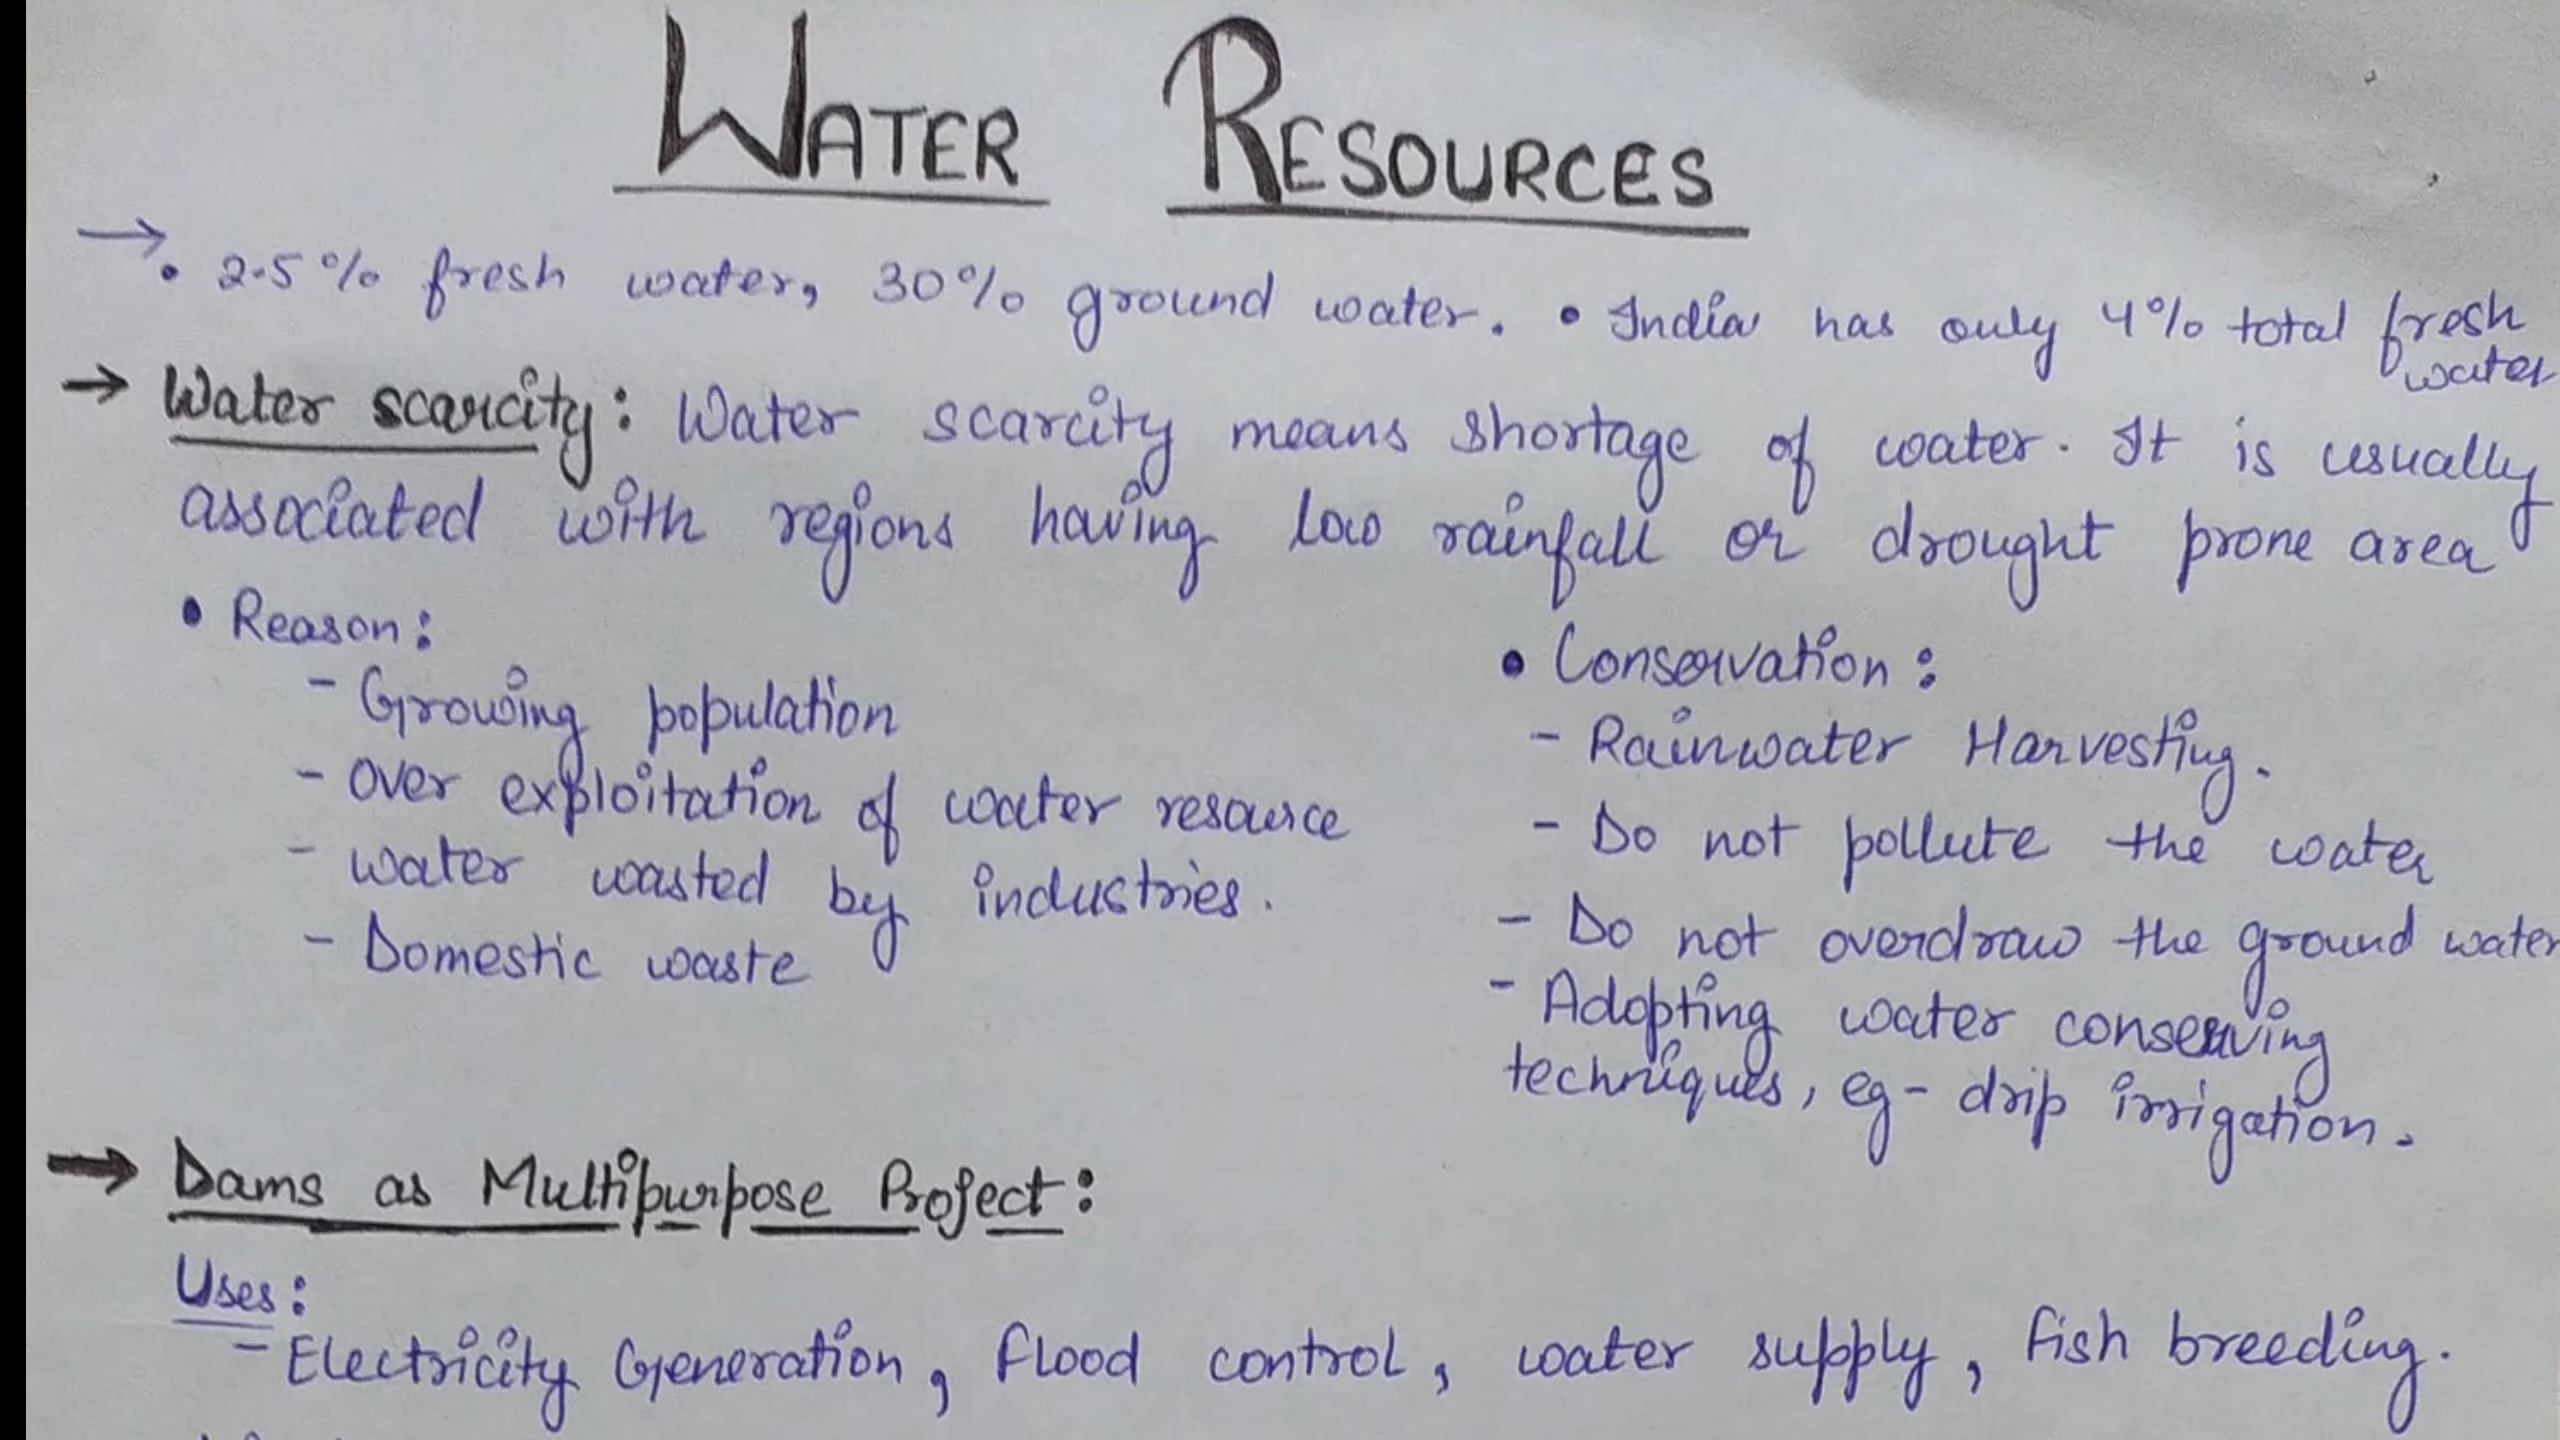 WATER RESOURCES
→ • 2.5% fresh water, 30% ground water. • India has only 4% total fresh water
→ Water scarcity: Water scarcity means shortage of water. It is usually
associated with regions having low rainfall or drought prone area
• Reason:
- Growing population
- over exploitation of water resource
- water wasted by industries.
- Domestic waste
• Conservation:
- Rainwater Harvesting.
- Do not pollute the water
- Do not overdraw the ground water
- Adopting water conserving
techniques, eg- drip irrigation.
→ Dams as Multipurpose Project:
Uses:
- Electricity Generation, flood control, water supply, fish breeding.